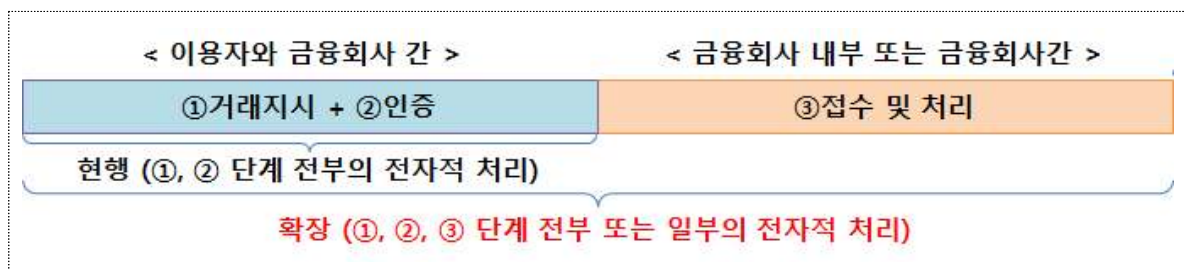 < 이용자와 금융회사 간 >
< 금융회사 내부 또는 금융회사간 >
①거래지시 + ②인증
③접수 및 처리
현행 (①, ② 단계 전부의 전자적 처리)
확장 (①, ②, ③ 단계 전부 또는 일부의 전자적 처리)